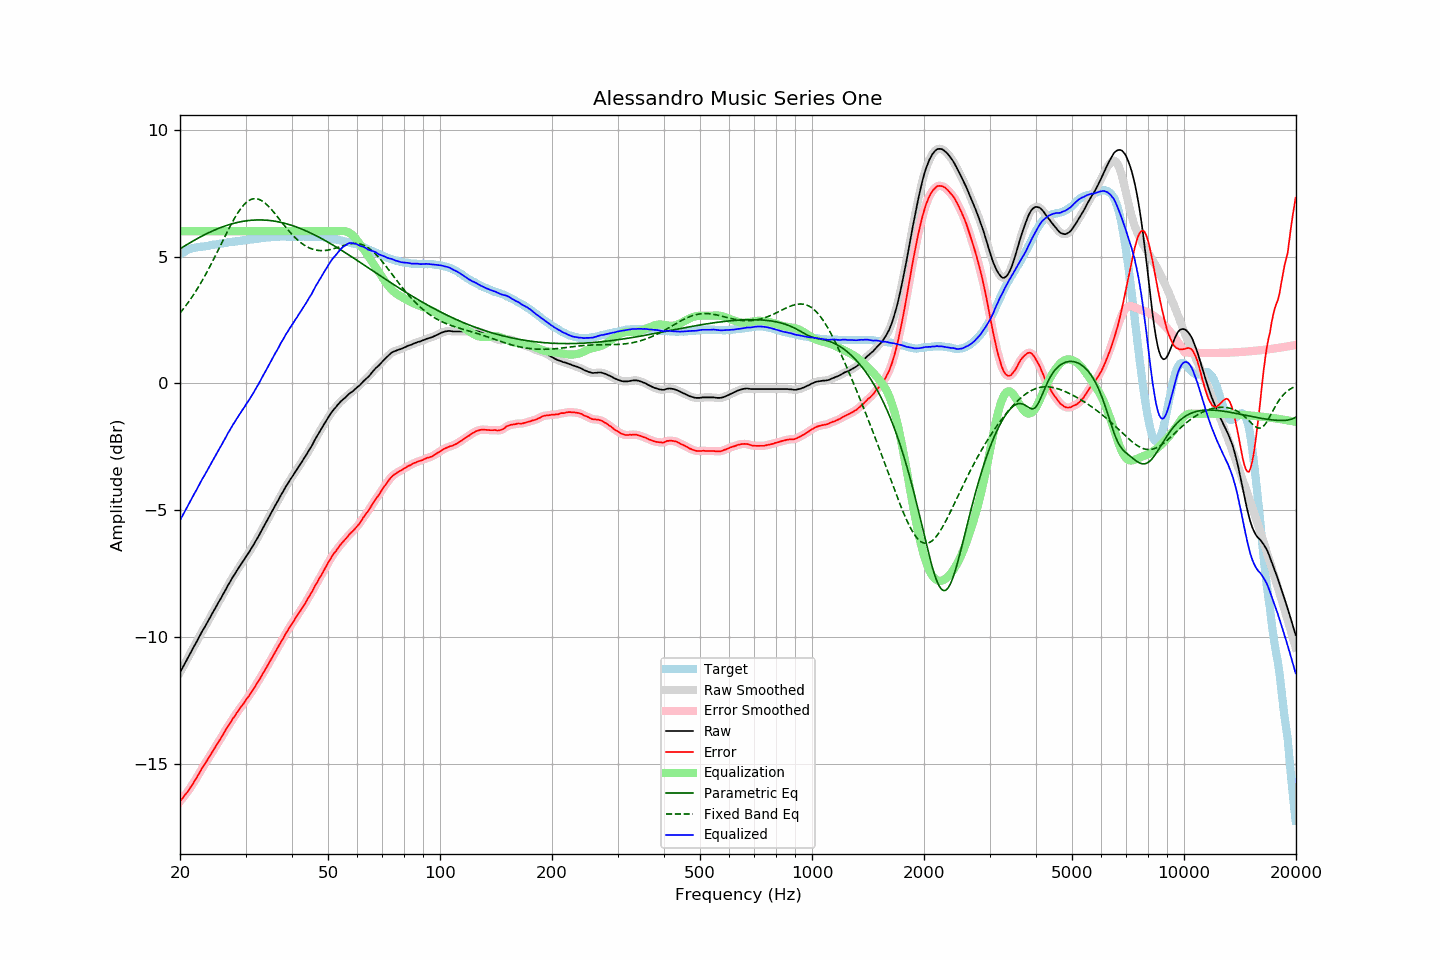 Alessandro Music Series One
10
5
0
−5
−10
−15
Amplitude (dBr)
Target
Raw Smoothed
Error Smoothed
Raw
Error
Equalization
Parametric Eq
Fixed Band Eq
Equalized
20 50 100 200 500 1000 2000 5000 10000 20000
Frequency (Hz)